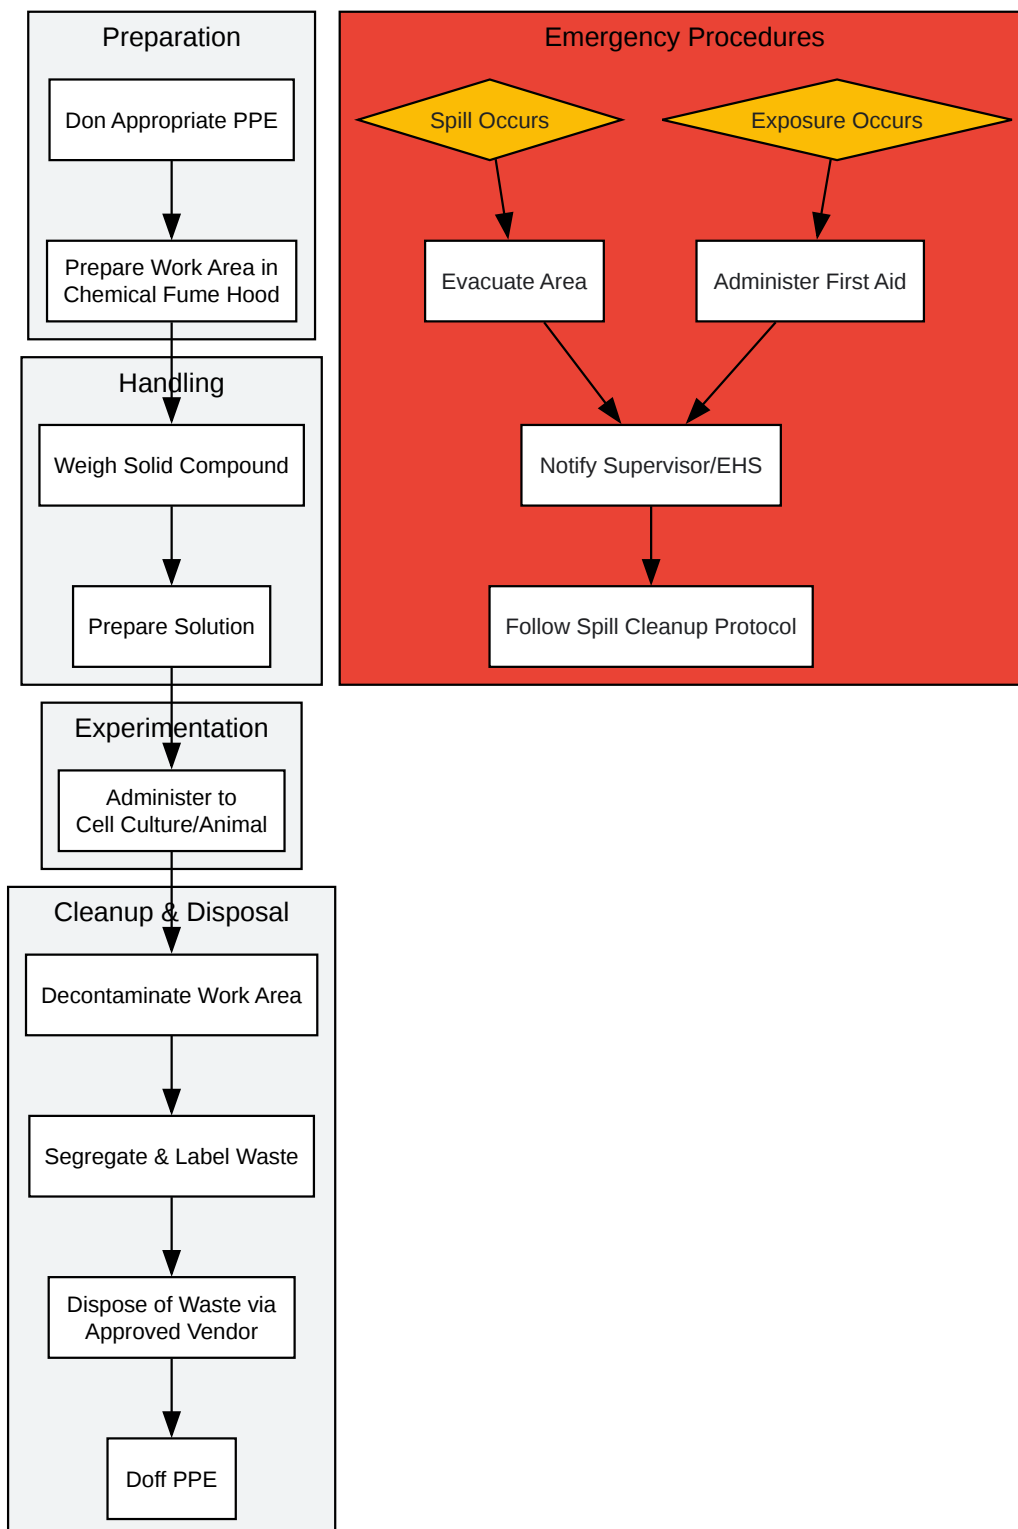 Preparation
Don Appropriate PPE
Prepare Work Area in
Chemical Fume Hood
Handling
Weigh Solid Compound
Prepare Solution
Experimentation
Administer to
Cell Culture/Animal
Cleanup & Disposal
Decontaminate Work Area
Segregate & Label Waste
Dispose of Waste via
Approved Vendor
Doff PPE
Emergency Procedures
Spill Occurs
Exposure Occurs
Evacuate Area
Administer First Aid
Notify Supervisor/EHS
Follow Spill Cleanup Protocol